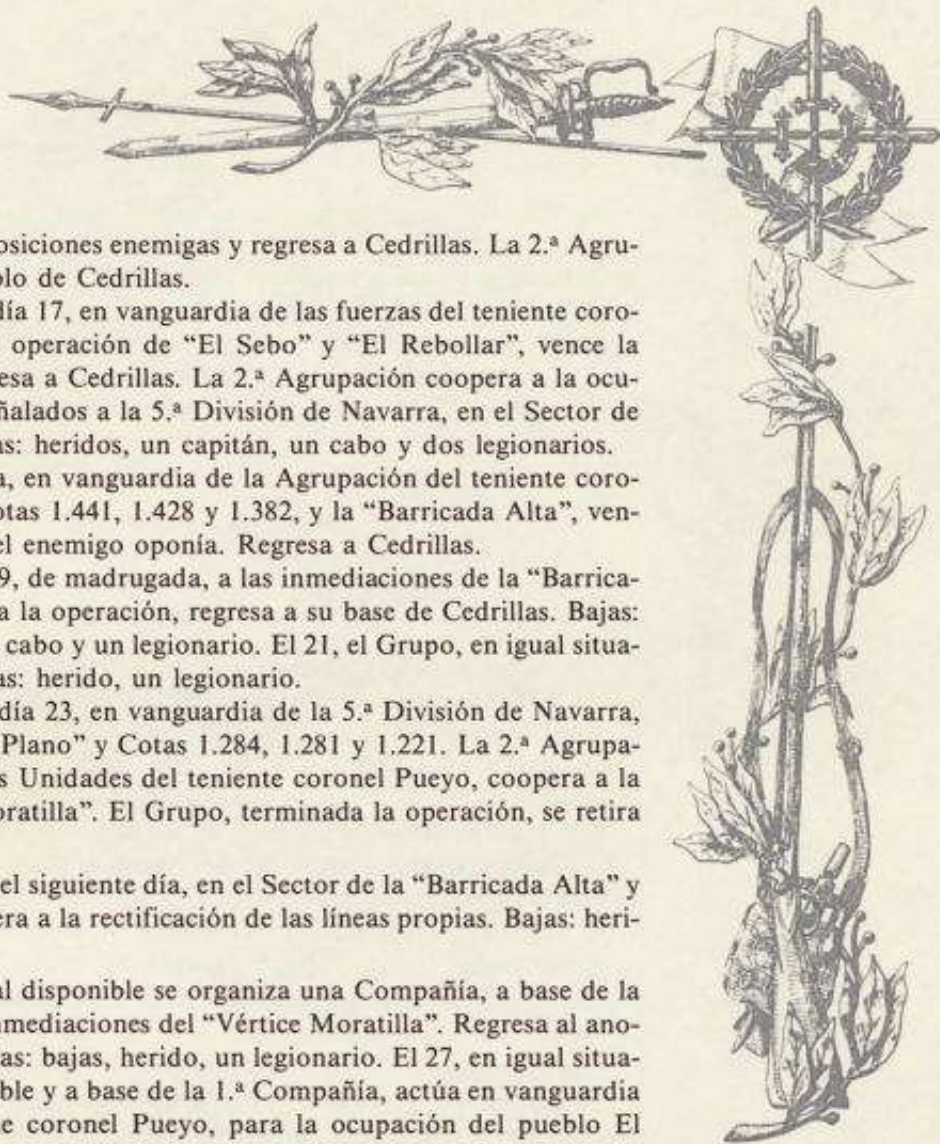 osiciones enemigas y regresa a Cedrillas. La 2.ª Agru-
olo de Cedrillas.
día 17, en vanguardia de las fuerzas del teniente coro-
operación de “El Sebo” y “El Rebollar”, vence la
esa a Cedrillas. La 2.ª Agrupación coopera a la ocu-
ñalados a la 5.ª División de Navarra, en el Sector de
as: heridos, un capitán, un cabo y dos legionarios.
a, en vanguardia de la Agrupación del teniente coro-
otas 1.441, 1.428 y 1.382, y la “Barricada Alta”, ven-
el enemigo oponía. Regresa a Cedrillas.
9, de madrugada, a las inmediaciones de la “Barrica-
a la operación, regresa a su base de Cedrillas. Bajas:
cabo y un legionario. El 21, el Grupo, en igual situa-
as: herido, un legionario.
día 23, en vanguardia de la 5.ª División de Navarra,
Plano” y Cotas 1.284, 1.281 y 1.221. La 2.ª Agrupa-
s Unidades del teniente coronel Pueyo, coopera a la
oratilla”. El Grupo, terminada la operación, se retira
el siguiente día, en el Sector de la “Barricada Alta” y
era a la rectificación de las líneas propias. Bajas: heri-
al disponible se organiza una Compañía, a base de la
nmediaciones del “Vértice Moratilla”. Regresa al ano-
as: bajas, herido, un legionario. El 27, en igual situa-
ble y a base de la 1.ª Compañía, actúa en vanguardia
e coronel Pueyo, para la ocupación del pueblo El